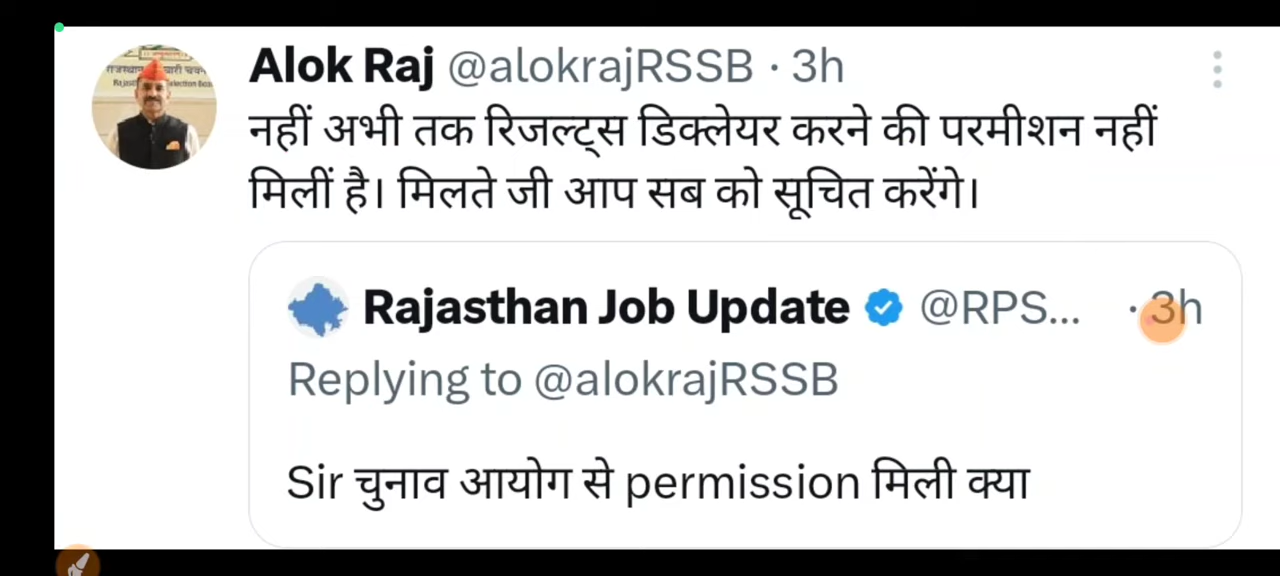 Alok Raj @alokrajRSSB · 3h
नहीं अभी तक रिजल्ट्स डिक्लेयर करने की परमीशन नहीं
मिलीं है। मिलते जी आप सब को सूचित करेंगे।
Rajasthan Job Update @RPS... · 3h
Replying to @alokrajRSSB
Sir चुनाव आयोग से permission मिली क्या